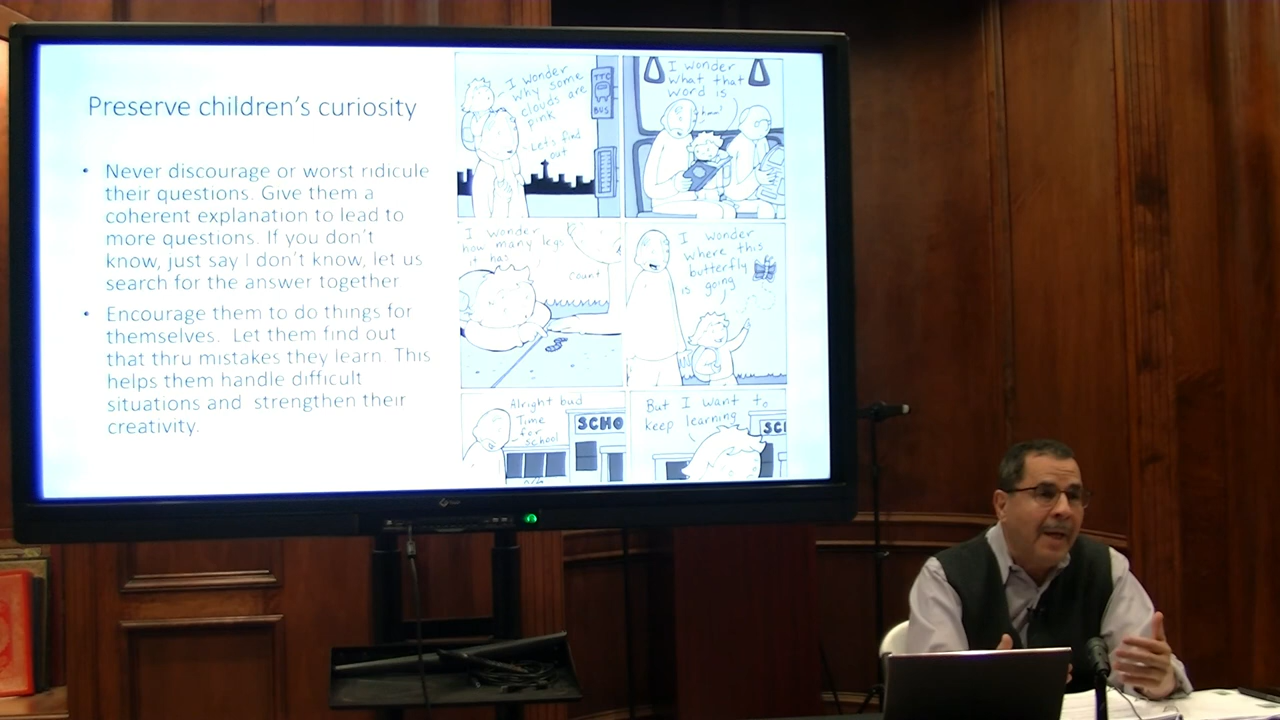 Preserve children's curiosity
• Never discourage or worst ridicule
their questions. Give them a
coherent explanation to lead to
more questions. If you don't
know, just say I don't know, let us
search for the answer together
• Encourage them to do things for
themselves. Let them find out
that thru mistakes they learn. This
helps them handle difficult
situations and strengthen their
creativity.
I wonder
why some
clouds are
pink
Let's find
out
TTC
BUS
I wonder
what that
word is
I wonder
how many legs
it has
count
I wonder
where this
butterfly
is going
Alright bud
Time
for
school
SCHO
But I want to
keep learning
SC